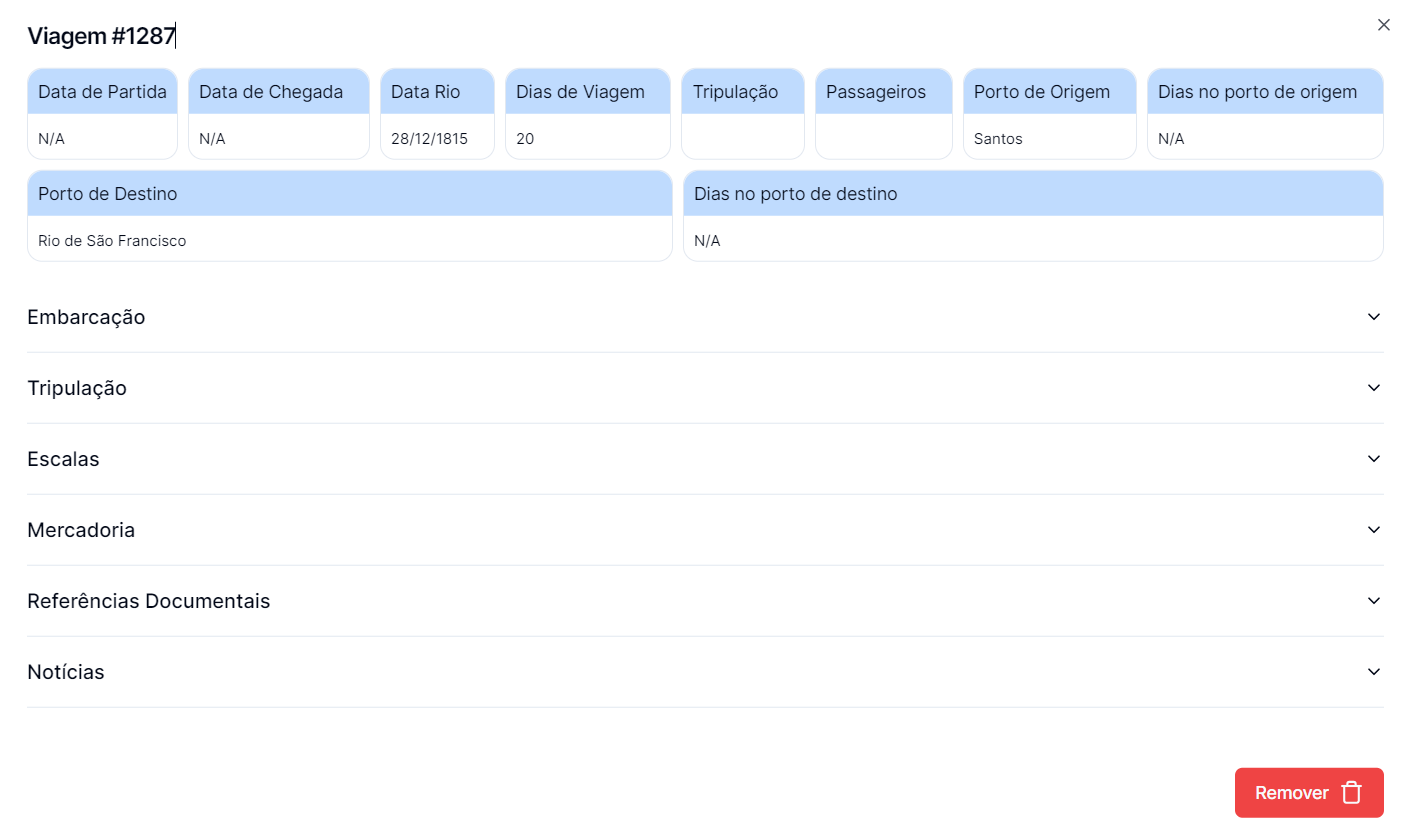 Viagem #1287
Data de Partida Data de Chegada Data Rio Dias de Viagem Tripulação Passageiros Porto de Origem Dias no porto de origem
N/A N/A 28/12/1815 20 Santos N/A
Porto de Destino Dias no porto de destino
Rio de São Francisco N/A
Embarcação
Tripulação
Escalas
Mercadoria
Referências Documentais
Notícias
Remover